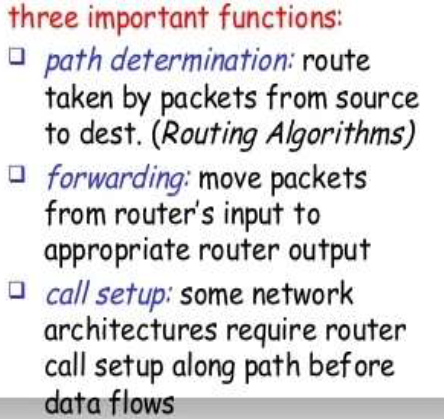 three important functions:
path determination: route
taken by packets from source
to dest. (Routing Algorithms)
forwarding: move packets
from router's input to
appropriate router output
call setup: some network
architectures require router
call setup along path before
data flows